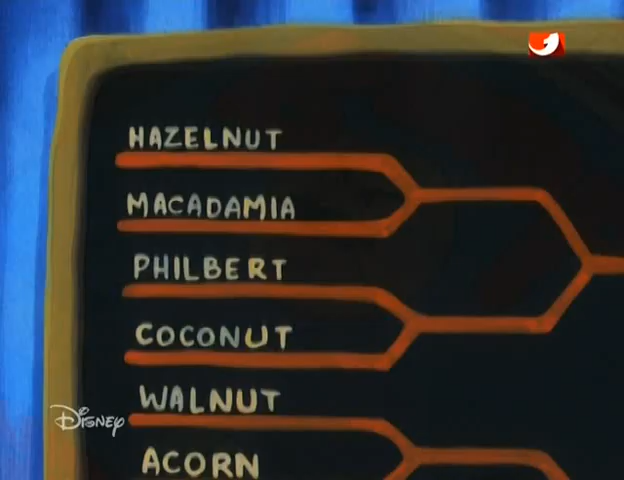 HAZELNUT
MACADAMIA
PHILBERT
COCONUT
WALNUT
Disney
ACORN